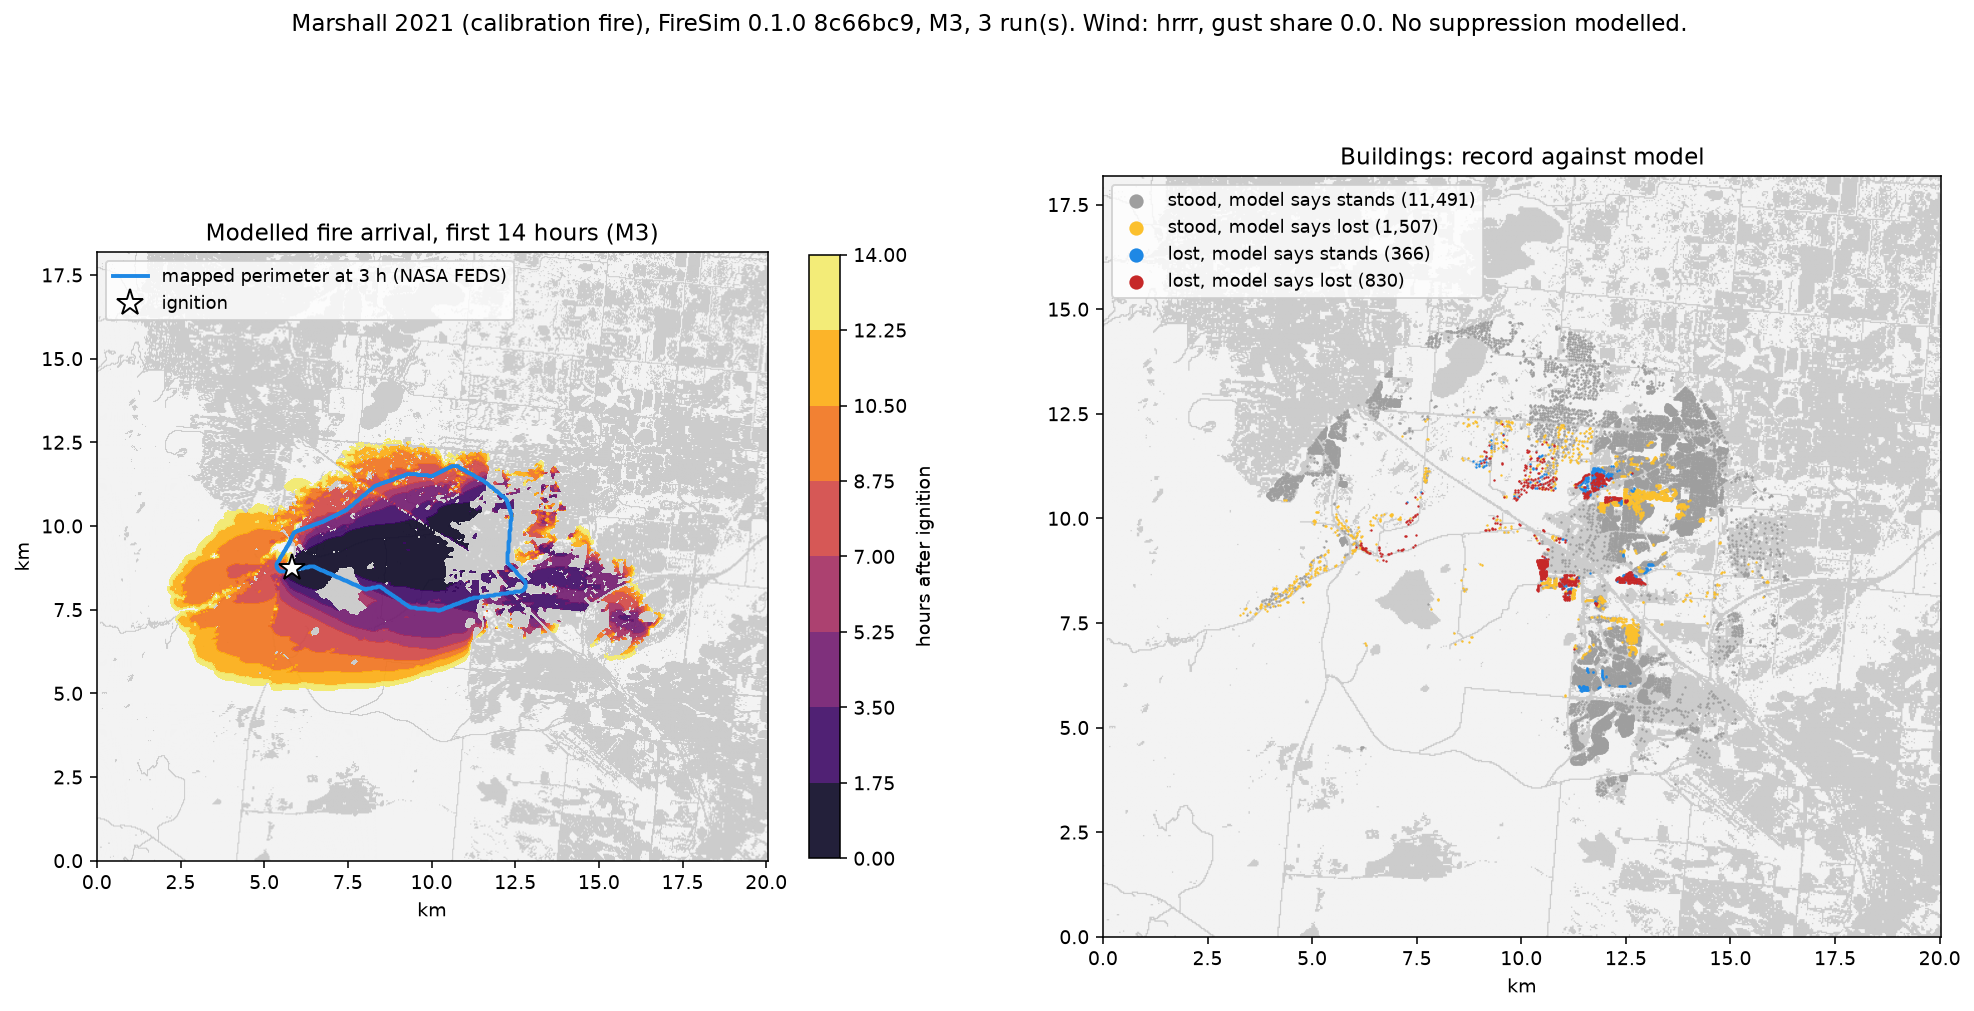 Marshall 2021 (calibration fire), FireSim 0.1.0 8c66bc9, M3, 3 run(s). Wind: hrrr, gust share 0.0. No suppression modelled.
Modelled fire arrival, first 14 hours (M3)
mapped perimeter at 3 h (NASA FEDS)
ignition
17.5
15.0
12.5
10.0
7.5
5.0
2.5
0.0
km
0.0 2.5 5.0 7.5 10.0 12.5 15.0 17.5 20.0
km
14.00
12.25
10.50
8.75
7.00
5.25
3.50
1.75
0.00
hours after ignition
Buildings: record against model
stood, model says stands (11,491)
stood, model says lost (1,507)
lost, model says stands (366)
lost, model says lost (830)
17.5
15.0
12.5
10.0
7.5
5.0
2.5
0.0
0.0 2.5 5.0 7.5 10.0 12.5 15.0 17.5 20.0
km